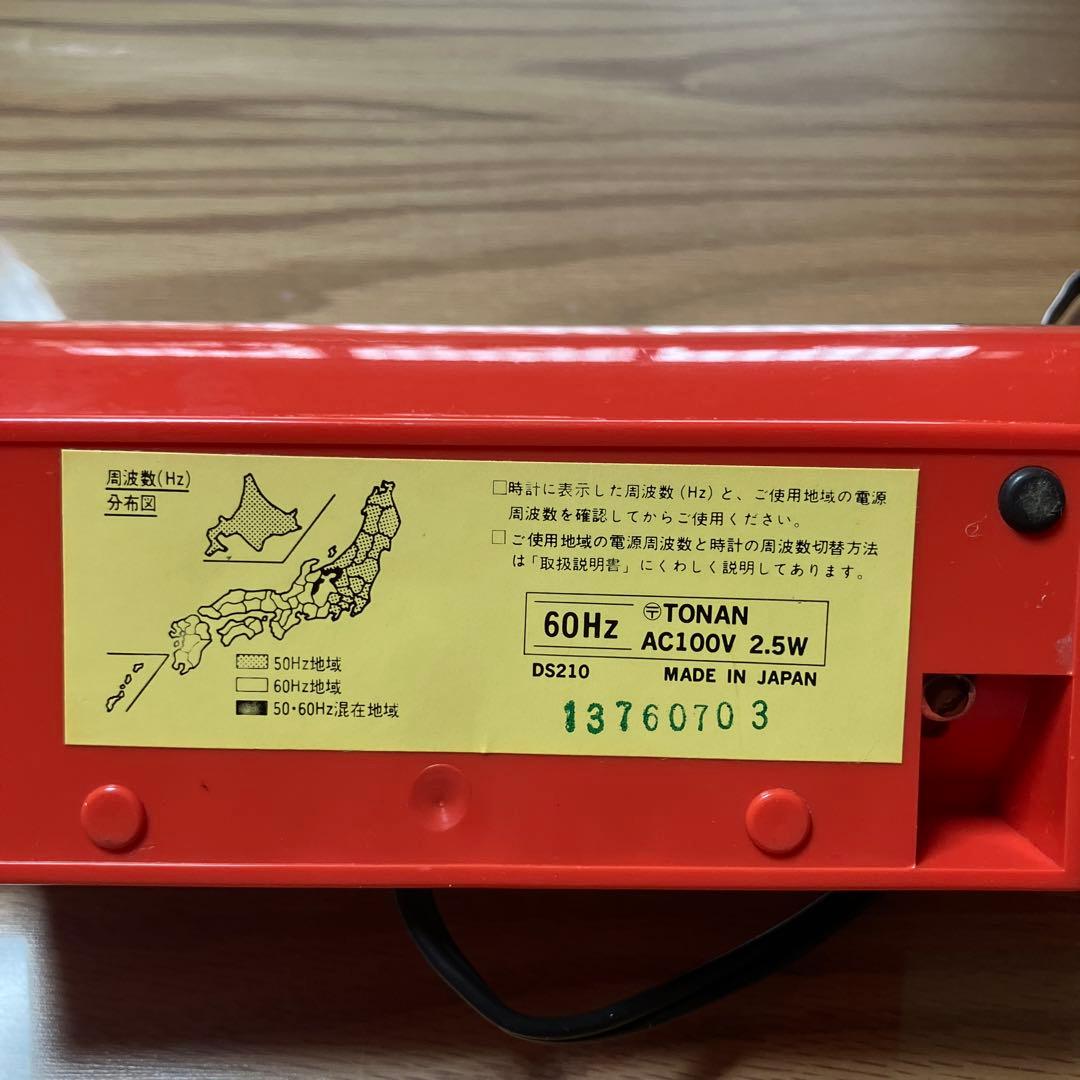 周波数(Hz)
分布図
50Hz地域
60Hz地域
50・60Hz混在地域
□時計に表示した周波数(Hz)と、ご使用地域の電源
周波数を確認してからご使用ください。
□ご使用地域の電源周波数と時計の周波数切替方法
は「取扱説明書」にくわしく説明してあります。
60Hz
〶TONAN
AC100V 2.5W
DS210 MADE IN JAPAN
13760703